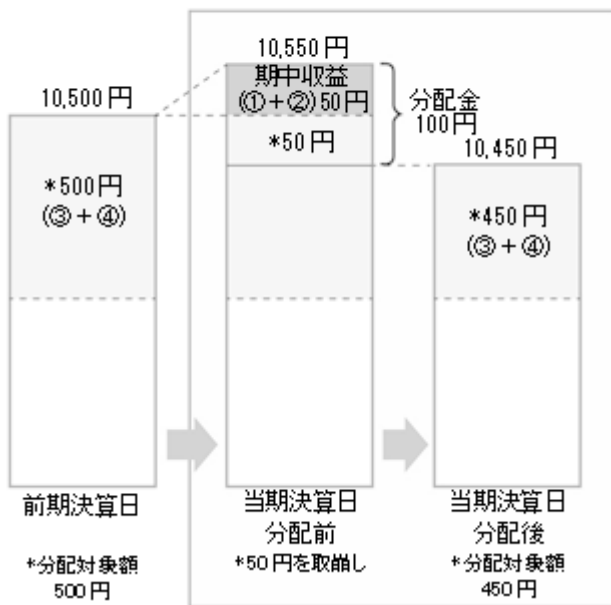 10,500円
*500円
(③+④)
前期決算日
*分配対象額
500円
10,550円
期中収益
(①+②)50円
*50円
分配金
100円
当期決算日
分配前
*50円を取崩し
10,450円
*450円
(③+④)
当期決算日
分配後
*分配対象額
450円